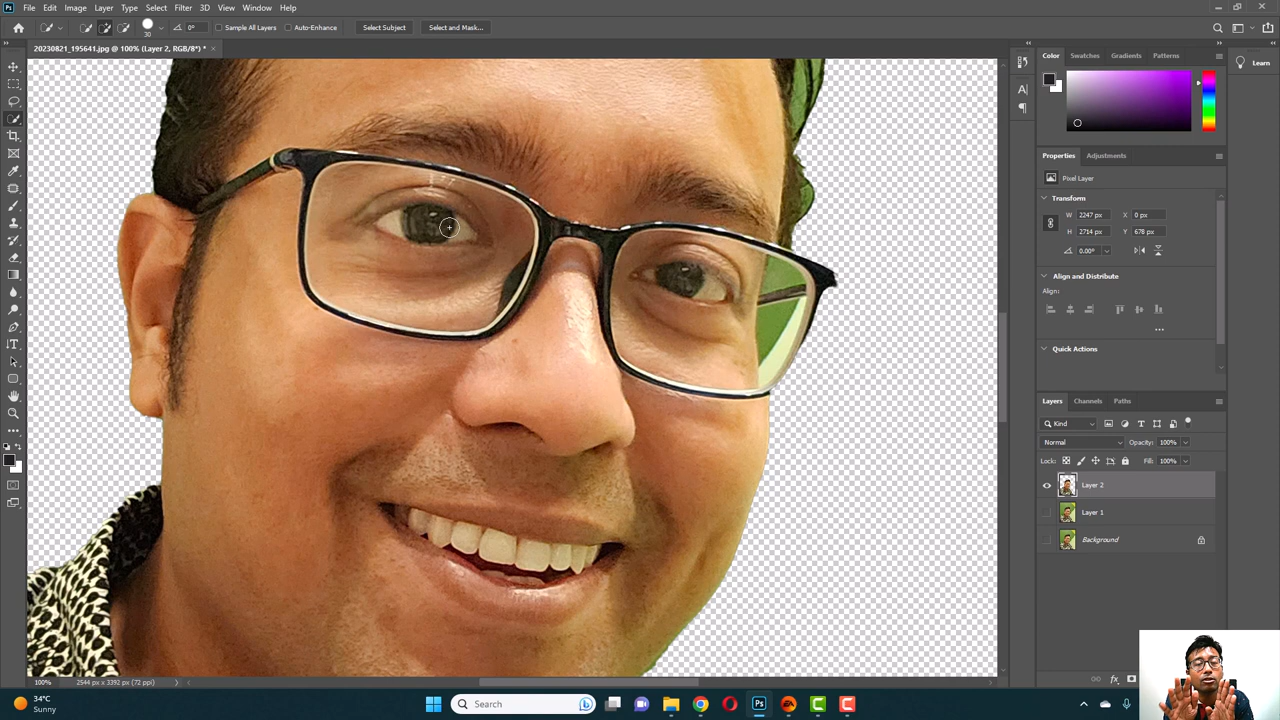 File Edit Image Layer Type Select Filter 3D View Window Help
30 0° Sample All Layers Auto-Enhance Select Subject Select and Mask...
20230821_195641.jpg @ 100% (Layer 2, RGB/8*) * ×
Color Swatches Gradients Patterns
Learn
Properties Adjustments
Pixel Layer
Transform
W 2247 px X 0 px
H 2714 px Y 678 px
0.00°
Align and Distribute
Align:
Quick Actions
Layers Channels Paths
Kind
Normal Opacity: 100%
Lock: Fill: 100%
Layer 2
Layer 1
Background
fx
100% 2544 px x 3392 px (72 ppi)
34°C
Sunny
Search
Ps